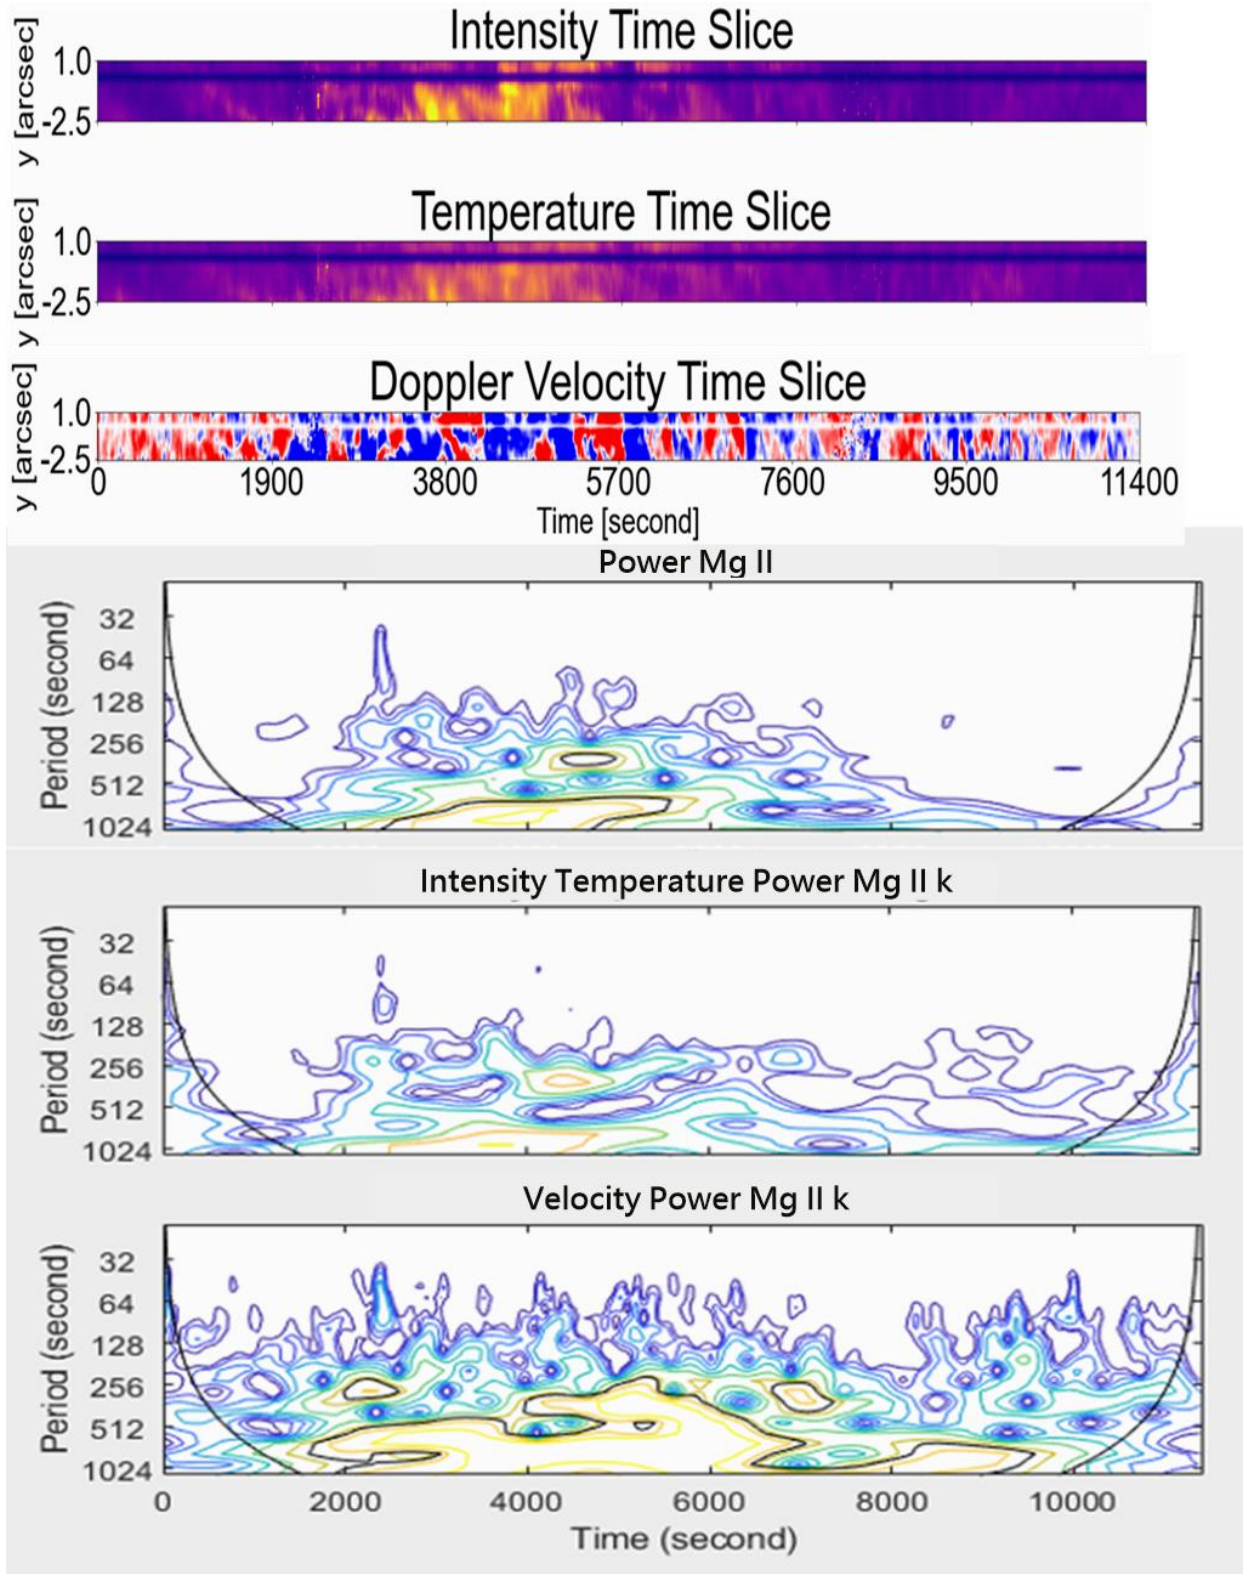 Intensity Time Slice
y [arcsec]
1.0
-2.5
Temperature Time Slice
y [arcsec]
1.0
-2.5
Doppler Velocity Time Slice
y [arcsec]
1.0
-2.5
0 1900 3800 5700 7600 9500 11400
Time [second]
Power Mg II
Period (second)
32
64
128
256
512
1024
Intensity Temperature Power Mg II k
Period (second)
32
64
128
256
512
1024
Velocity Power Mg II k
Period (second)
32
64
128
256
512
1024
0 2000 4000 6000 8000 10000
Time (second)